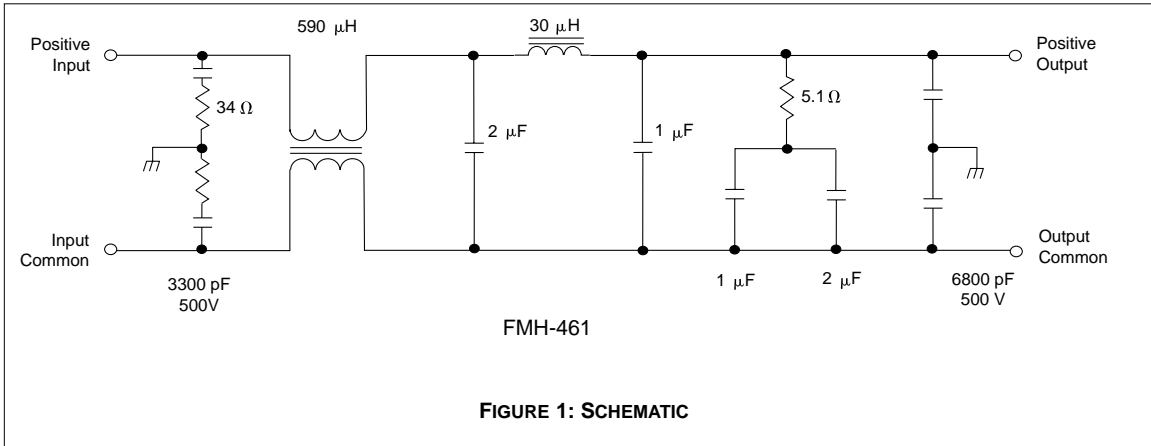 590 μH
30 μH
Positive
Input
Positive
Output
34 Ω
5.1 Ω
2 μF
1 μF
Input
Common
Output
Common
3300 pF
500V
1 μF
2 μF
6800 pF
500 V
FMH-461
FIGURE 1: SCHEMATIC